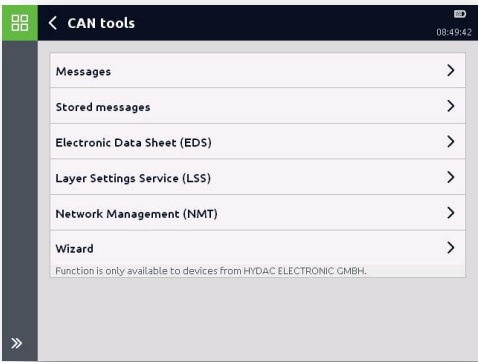 CAN tools
08:49:42
Messages
Stored messages
Electronic Data Sheet (EDS)
Layer Settings Service (LSS)
Network Management (NMT)
Wizard
Function is only available to devices from HYDAC ELECTRONIC GMBH.